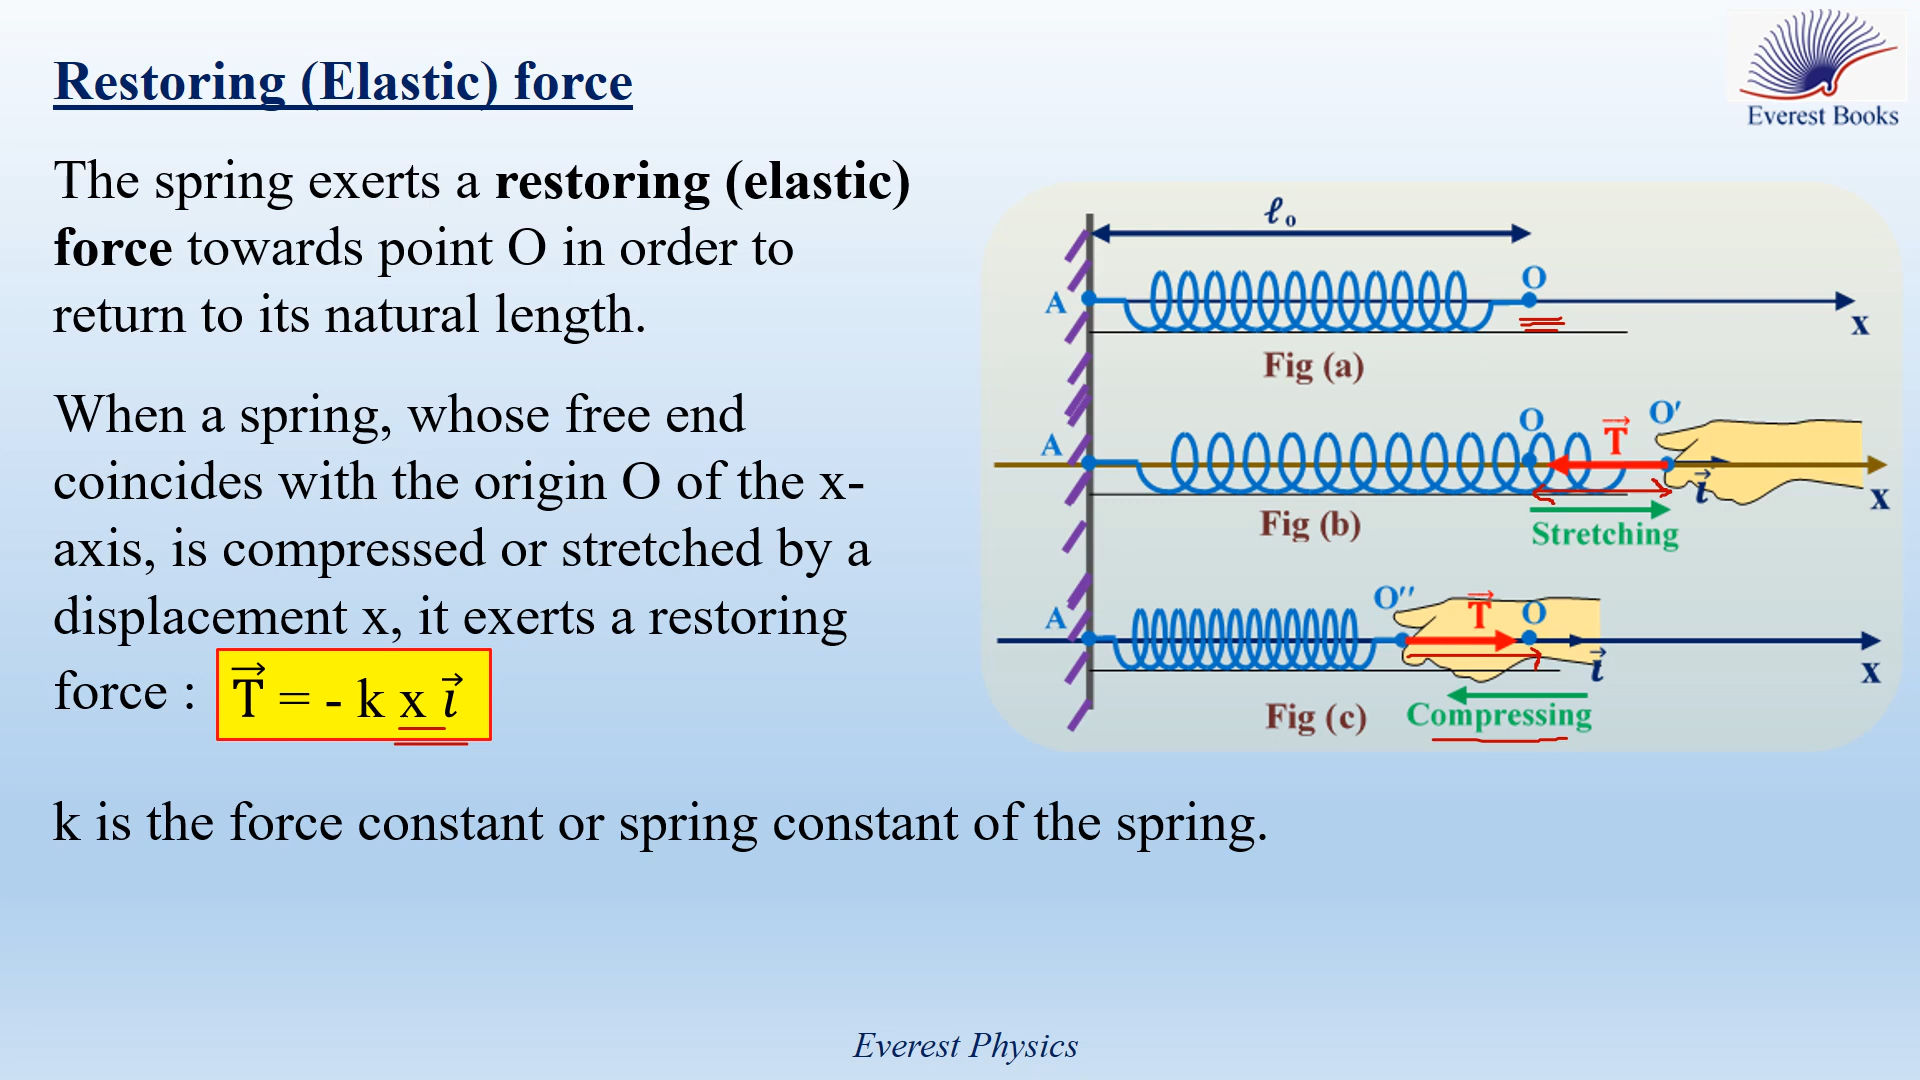 Restoring (Elastic) force
Everest Books
The spring exerts a restoring (elastic)
force towards point O in order to
return to its natural length.
When a spring, whose free end
coincides with the origin O of the x-
axis, is compressed or stretched by a
displacement x, it exerts a restoring
force : T⃗ = - k x i⃗
k is the force constant or spring constant of the spring.
ℓ₀
A
O
x
Fig (a)
A
O
T⃗
O′
i⃗
x
Fig (b)
Stretching
A
O′′
T⃗
O
i⃗
x
Fig (c)
Compressing
Everest Physics